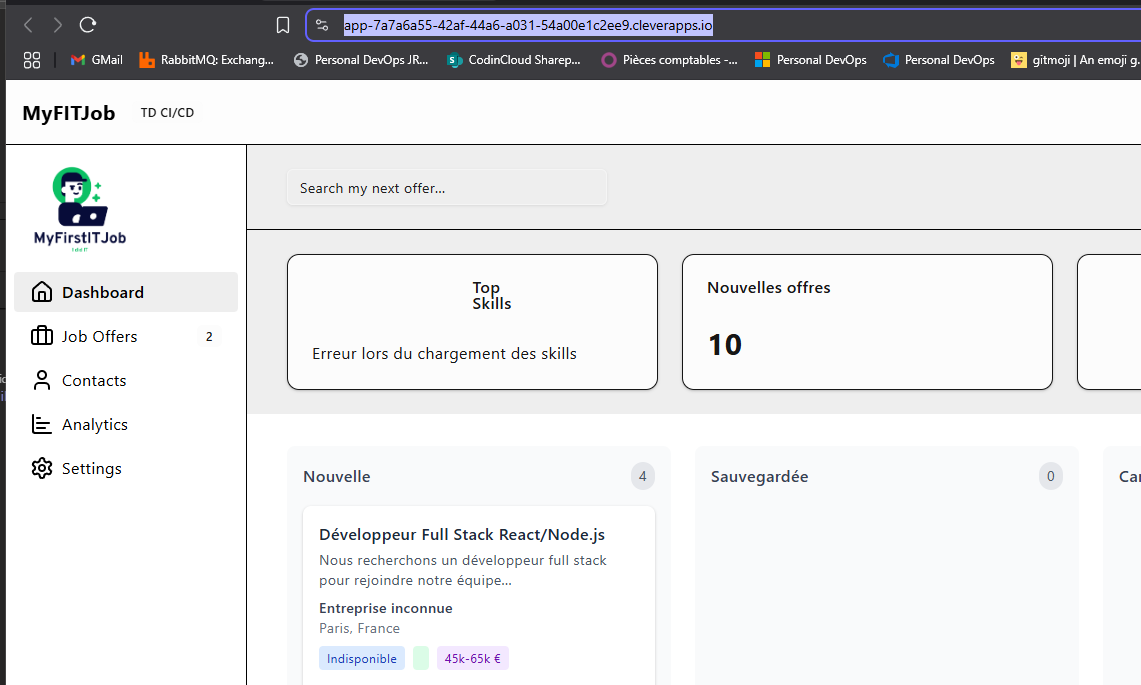 app-7a7a6a55-42af-44a6-a031-54a00e1c2ee9.cleverapps.io
GMail
RabbitMQ: Exchang...
Personal DevOps JR...
CodinCloud Sharep...
Pièces comptables -...
Personal DevOps
Personal DevOps
gitmoji | An emoji g.
MyFITJob
TD CI/CD
MyFirstITJob
Search my next offer...
Dashboard
Job Offers 2
Contacts
Analytics
Settings
Top
Skills
Erreur lors du chargement des skills
Nouvelles offres
10
Nouvelle 4
Développeur Full Stack React/Node.js
Nous recherchons un développeur full stack
pour rejoindre notre équipe...
Entreprise inconnue
Paris, France
Indisponible
45k-65k €
Sauvegardée 0